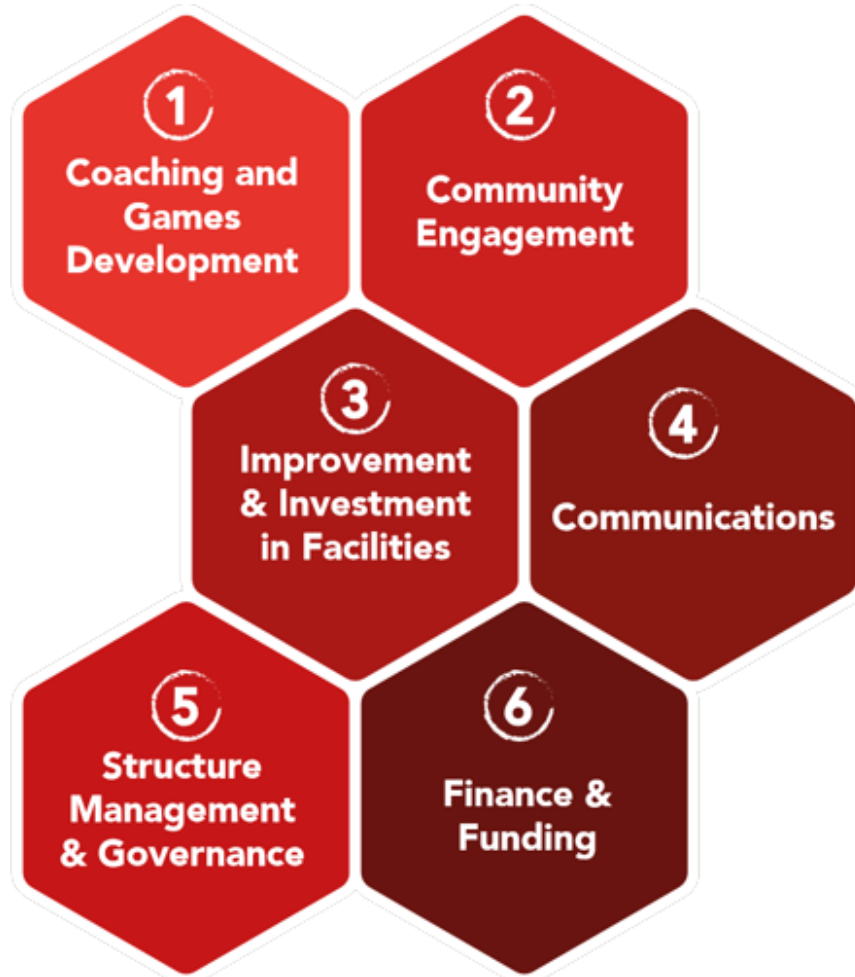 1
Coaching and
Games
Development
2
Community
Engagement
3
Improvement
& Investment
in Facilities
4
Communications
5
Structure
Management
& Governance
6
Finance &
Funding